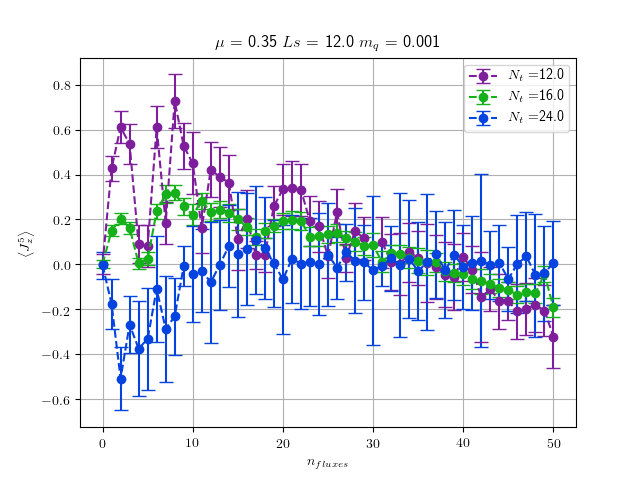 μ = 0.35 Ls = 12.0 m_q = 0.001
N_t =12.0
N_t =16.0
N_t =24.0
⟨J_z^5⟩
0.8
0.6
0.4
0.2
0.0
−0.2
−0.4
−0.6
0 10 20 30 40 50
n_{fluxes}